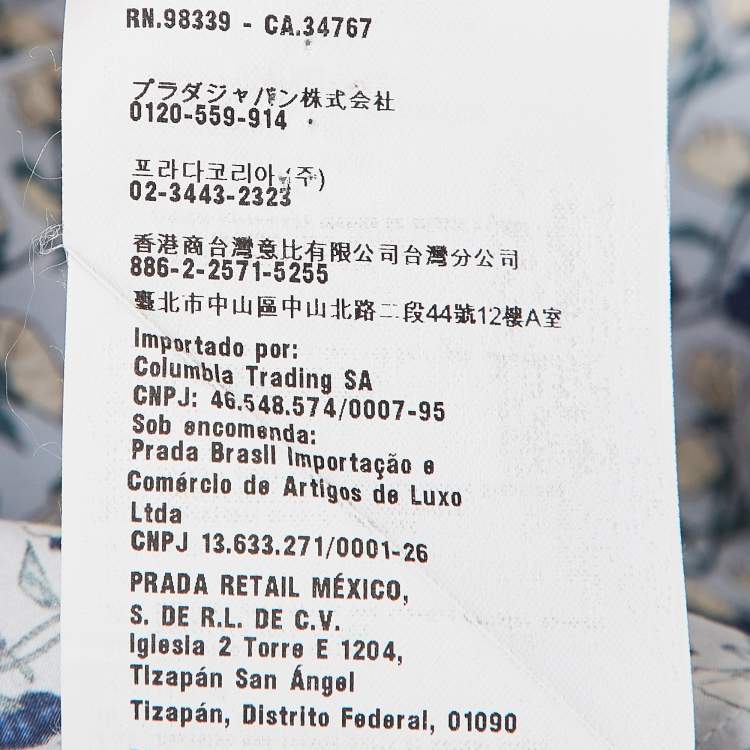 RN.98339 - CA.34767
プラダジャパン株式会社
0120-559-914
프라다코리아 (주)
02-3443-2323
香港商台灣意比有限公司台灣分公司
886-2-2571-5255
臺北市中山區中山北路二段44號12樓A室
Importado por:
Columbia Trading SA
CNPJ: 46.548.574/0007-95
Sob encomenda:
Prada Brasil Importação e
Comércio de Artigos de Luxo
Ltda
CNPJ 13.633.271/0001-26
PRADA RETAIL MÉXICO,
S. DE R.L. DE C.V.
Iglesia 2 Torre E 1204,
Tizapán San Ángel
Tizapán, Distrito Federal, 01090